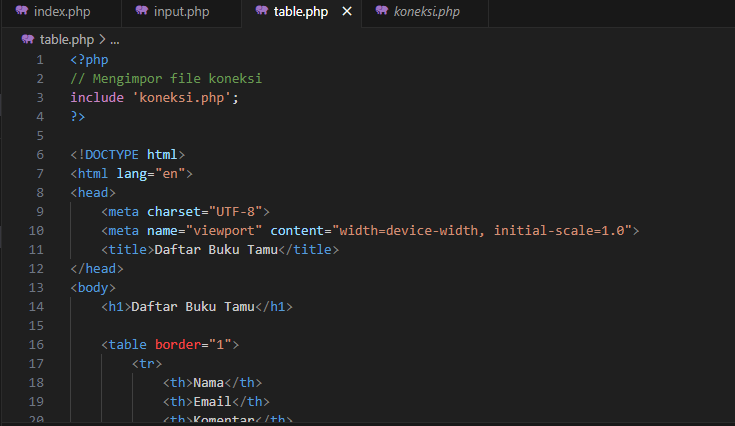 index.php input.php table.php × koneksi.php
table.php > ...
1 <?php
2 // Mengimpor file koneksi
3 include 'koneksi.php';
4 ?>
5
6 <!DOCTYPE html>
7 <html lang="en">
8 <head>
9 <meta charset="UTF-8">
10 <meta name="viewport" content="width=device-width, initial-scale=1.0">
11 <title>Daftar Buku Tamu</title>
12 </head>
13 <body>
14 <h1>Daftar Buku Tamu</h1>
15
16 <table border="1">
17 <tr>
18 <th>Nama</th>
19 <th>Email</th>
20 <th>Komentar</th>